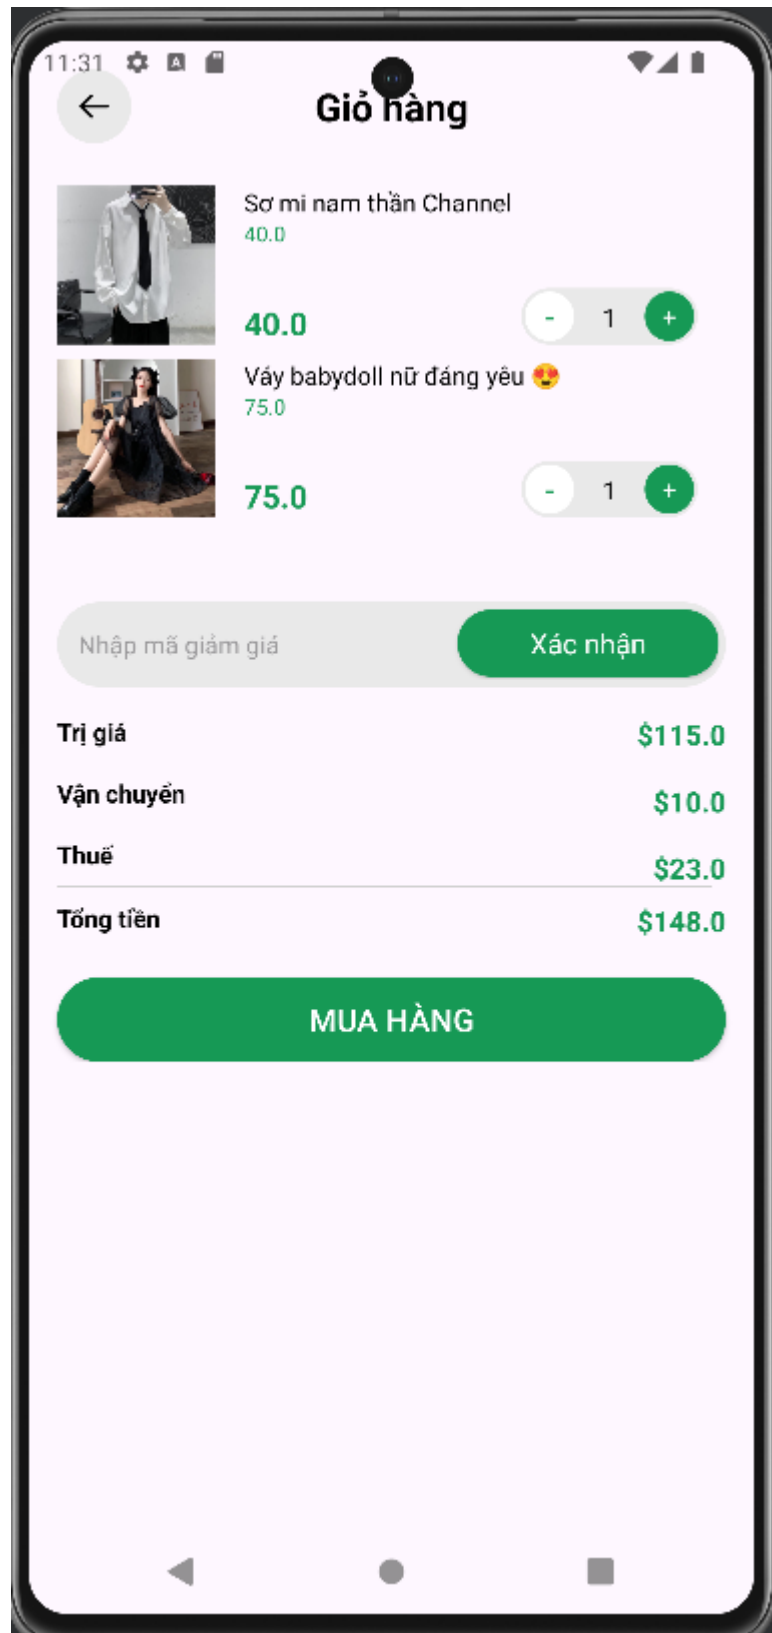 11:31
Giỏ hàng
Sơ mi nam thần Channel
40.0
40.0
- 1 +
Váy babydoll nữ đáng yêu 😍
75.0
75.0
- 1 +
Nhập mã giảm giá
Xác nhận
Trị giá
$115.0
Vận chuyển
$10.0
Thuế
$23.0
Tổng tiền
$148.0
MUA HÀNG